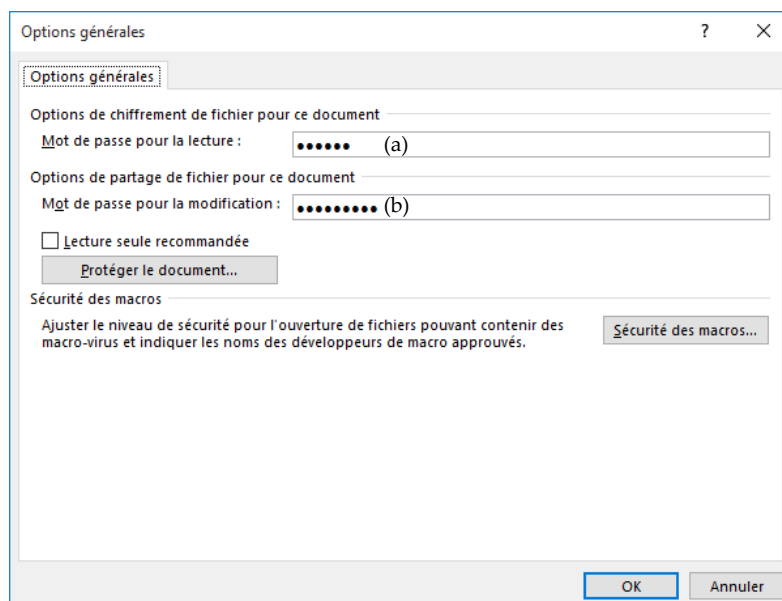 Options générales
?
Options générales
Options de chiffrement de fichier pour ce document
Mot de passe pour la lecture :
●●●●●● (a)
Options de partage de fichier pour ce document
Mot de passe pour la modification :
●●●●●●●●● (b)
Lecture seule recommandée
Protéger le document...
Sécurité des macros
Ajuster le niveau de sécurité pour l'ouverture de fichiers pouvant contenir des
macro-virus et indiquer les noms des développeurs de macro approuvés.
Sécurité des macros...
OK
Annuler